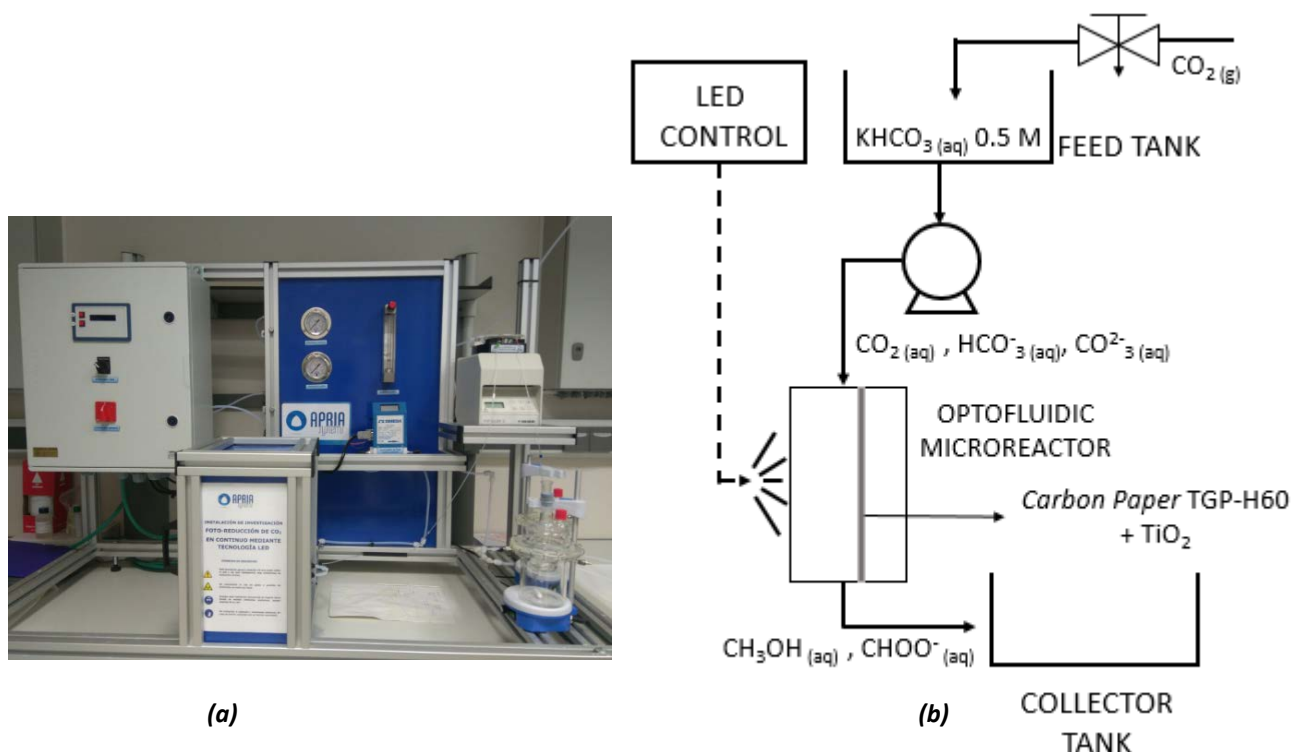 APRIA
Systems
APRIA
Systems
INSTALACIÓN DE INVESTIGACIÓN
FOTO-REDUCCIÓN DE CO₂
EN CONTINUO MEDIANTE
TECNOLOGÍA LED
(a)
CO₂ (g)
LED
CONTROL
KHCO₃ (aq) 0.5 M
FEED TANK
CO₂ (aq) , HCO⁻₃ (aq), CO²⁻₃ (aq)
OPTOFLUIDIC
MICROREACTOR
Carbon Paper TGP-H60
+ TiO₂
CH₃OH (aq) , CHOO⁻ (aq)
COLLECTOR
TANK
(b)